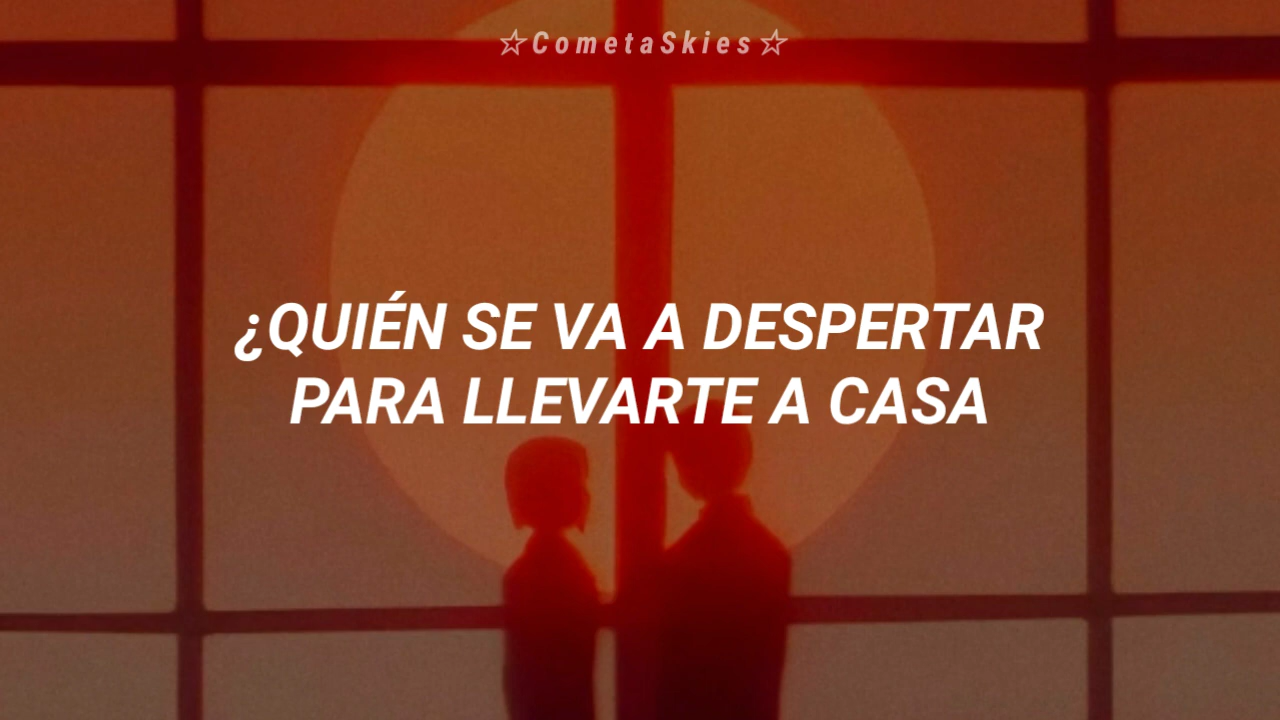 ☆CometaSkies☆
¿QUIÉN SE VA A DESPERTAR
PARA LLEVARTE A CASA